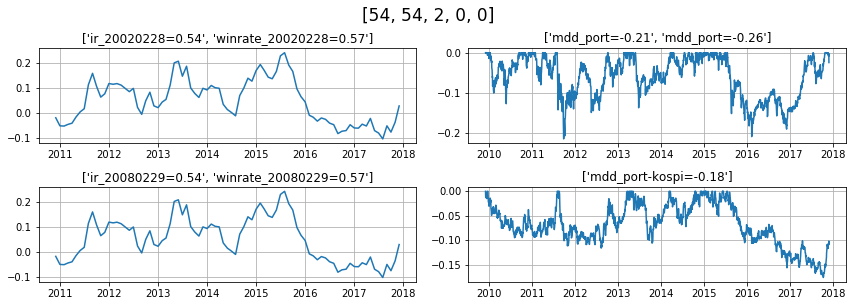 [54, 54, 2, 0, 0]
['ir_20020228=0.54', 'winrate_20020228=0.57']
0.2
0.1
0.0
−0.1
2011 2012 2013 2014 2015 2016 2017 2018
['mdd_port=-0.21', 'mdd_port=-0.26']
0.0
−0.1
−0.2
2010 2011 2012 2013 2014 2015 2016 2017 2018
['ir_20080229=0.54', 'winrate_20080229=0.57']
0.2
0.1
0.0
−0.1
2011 2012 2013 2014 2015 2016 2017 2018
['mdd_port-kospi=-0.18']
0.00
−0.05
−0.10
−0.15
2010 2011 2012 2013 2014 2015 2016 2017 2018